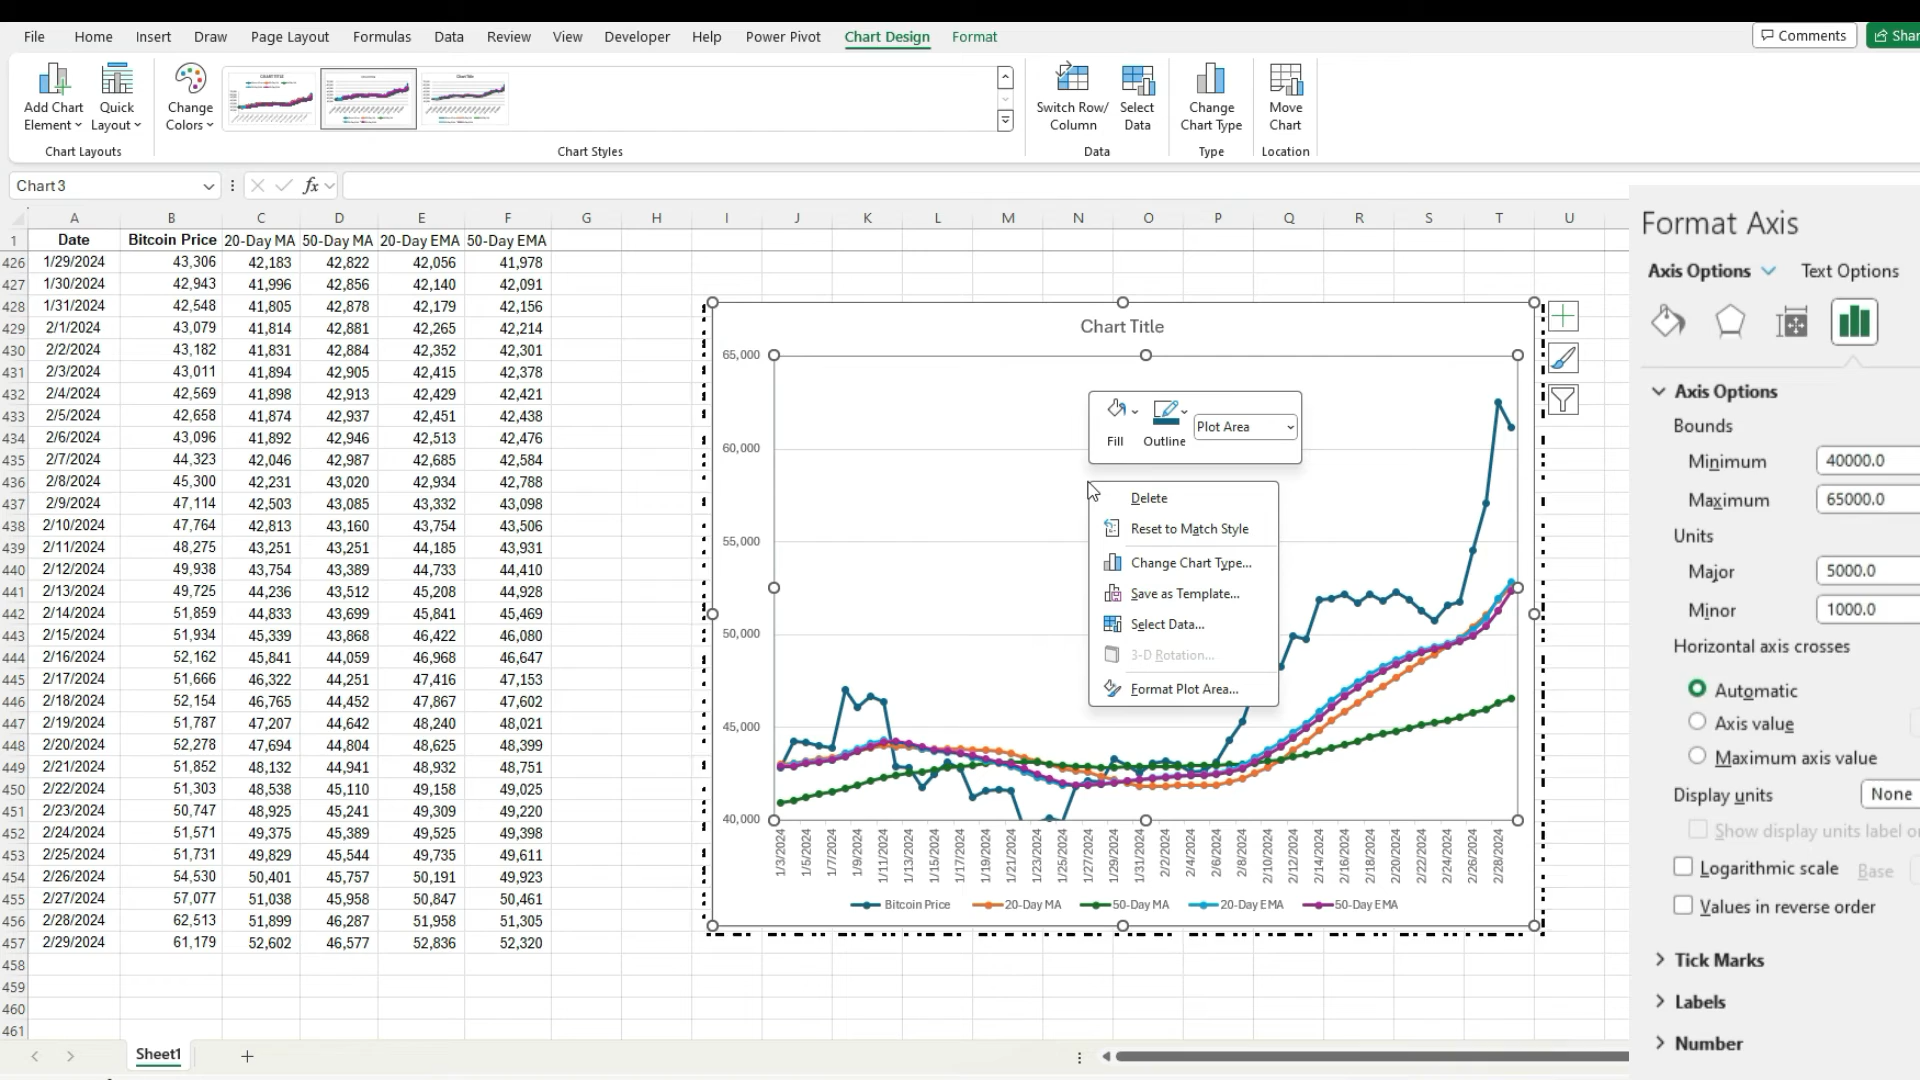 File Home Insert Draw Page Layout Formulas Data Review View Developer Help Power Pivot Chart Design Format Comments
Add Chart Element Quick Layout Change Colors Switch Row/ Column Select Data Change Chart Type Move Chart
Chart Layouts Chart Styles Data Type Location
Chart 3 fx
A B C D E F G H I J K L M N O P Q R S T U
1 Date Bitcoin Price 20-Day MA 50-Day MA 20-Day EMA 50-Day EMA
426 1/29/2024 43,306 42,183 42,822 42,056 41,978
427 1/30/2024 42,943 41,996 42,856 42,140 42,091
428 1/31/2024 42,548 41,805 42,878 42,179 42,156
429 2/1/2024 43,079 41,814 42,881 42,265 42,214
430 2/2/2024 43,182 41,831 42,884 42,352 42,301
431 2/3/2024 43,011 41,894 42,905 42,415 42,378
432 2/4/2024 42,569 41,898 42,913 42,429 42,421
433 2/5/2024 42,658 41,874 42,937 42,451 42,438
434 2/6/2024 43,096 41,892 42,946 42,513 42,476
435 2/7/2024 44,323 42,046 42,987 42,685 42,584
436 2/8/2024 45,300 42,231 43,020 42,934 42,788
437 2/9/2024 47,114 42,503 43,085 43,332 43,098
438 2/10/2024 47,764 42,813 43,160 43,754 43,506
439 2/11/2024 48,275 43,251 43,251 44,185 43,931
440 2/12/2024 49,938 43,754 43,389 44,733 44,410
441 2/13/2024 49,725 44,236 43,512 45,208 44,928
442 2/14/2024 51,859 44,833 43,699 45,841 45,469
443 2/15/2024 51,934 45,339 43,868 46,422 46,080
444 2/16/2024 52,162 45,841 44,059 46,968 46,647
445 2/17/2024 51,666 46,322 44,251 47,416 47,153
446 2/18/2024 52,154 46,765 44,452 47,867 47,602
447 2/19/2024 51,787 47,207 44,642 48,240 48,021
448 2/20/2024 52,278 47,694 44,804 48,625 48,399
449 2/21/2024 51,852 48,132 44,941 48,932 48,751
450 2/22/2024 51,303 48,538 45,110 49,158 49,025
451 2/23/2024 50,747 48,925 45,241 49,309 49,220
452 2/24/2024 51,571 49,375 45,389 49,525 49,398
453 2/25/2024 51,731 49,829 45,544 49,735 49,611
454 2/26/2024 54,530 50,401 45,757 50,191 49,923
455 2/27/2024 57,077 51,038 45,958 50,847 50,461
456 2/28/2024 62,513 51,899 46,287 51,958 51,305
457 2/29/2024 61,179 52,602 46,577 52,836 52,320
458
459
460
461
Chart Title
65,000
60,000
55,000
50,000
45,000
40,000
1/3/2024 1/5/2024 1/7/2024 1/9/2024 1/11/2024 1/13/2024 1/15/2024 1/17/2024 1/19/2024 1/21/2024 1/23/2024 1/25/2024 1/27/2024 1/29/2024 1/31/2024 2/2/2024 2/4/2024 2/6/2024 2/8/2024 2/10/2024 2/12/2024 2/14/2024 2/16/2024 2/18/2024 2/20/2024 2/22/2024 2/24/2024 2/26/2024 2/28/2024
Bitcoin Price 20-Day MA 50-Day MA 20-Day EMA 50-Day EMA
Plot Area
Fill Outline
Delete
Reset to Match Style
Change Chart Type...
Save as Template...
Select Data...
3-D Rotation...
Format Plot Area...
Format Axis
Axis Options Text Options
Axis Options
Bounds
Minimum 40000.0
Maximum 65000.0
Units
Major 5000.0
Minor 1000.0
Horizontal axis crosses
Automatic
Axis value
Maximum axis value
Display units None
Show display units label
Logarithmic scale Base
Values in reverse order
Tick Marks
Labels
Number
Sheet1